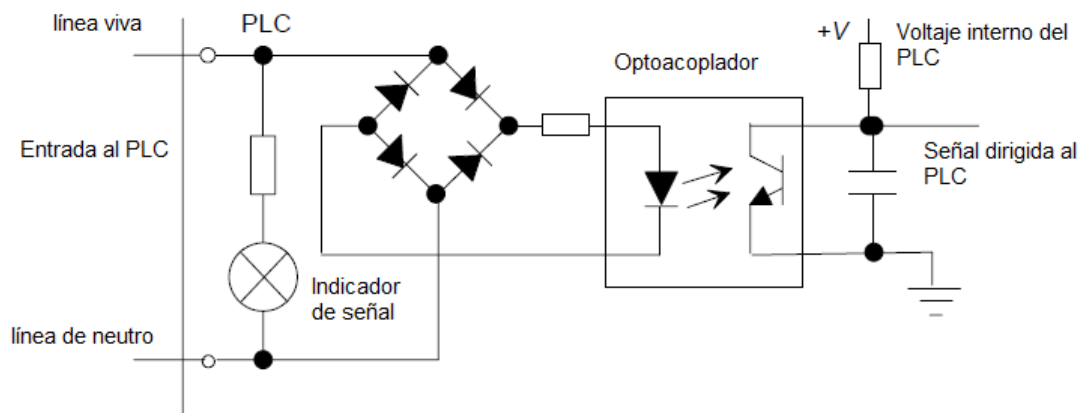 línea viva
PLC
Entrada al PLC
Indicador
de señal
línea de neutro
Optoacoplador
+V
Voltaje interno del
PLC
Señal dirigida al
PLC